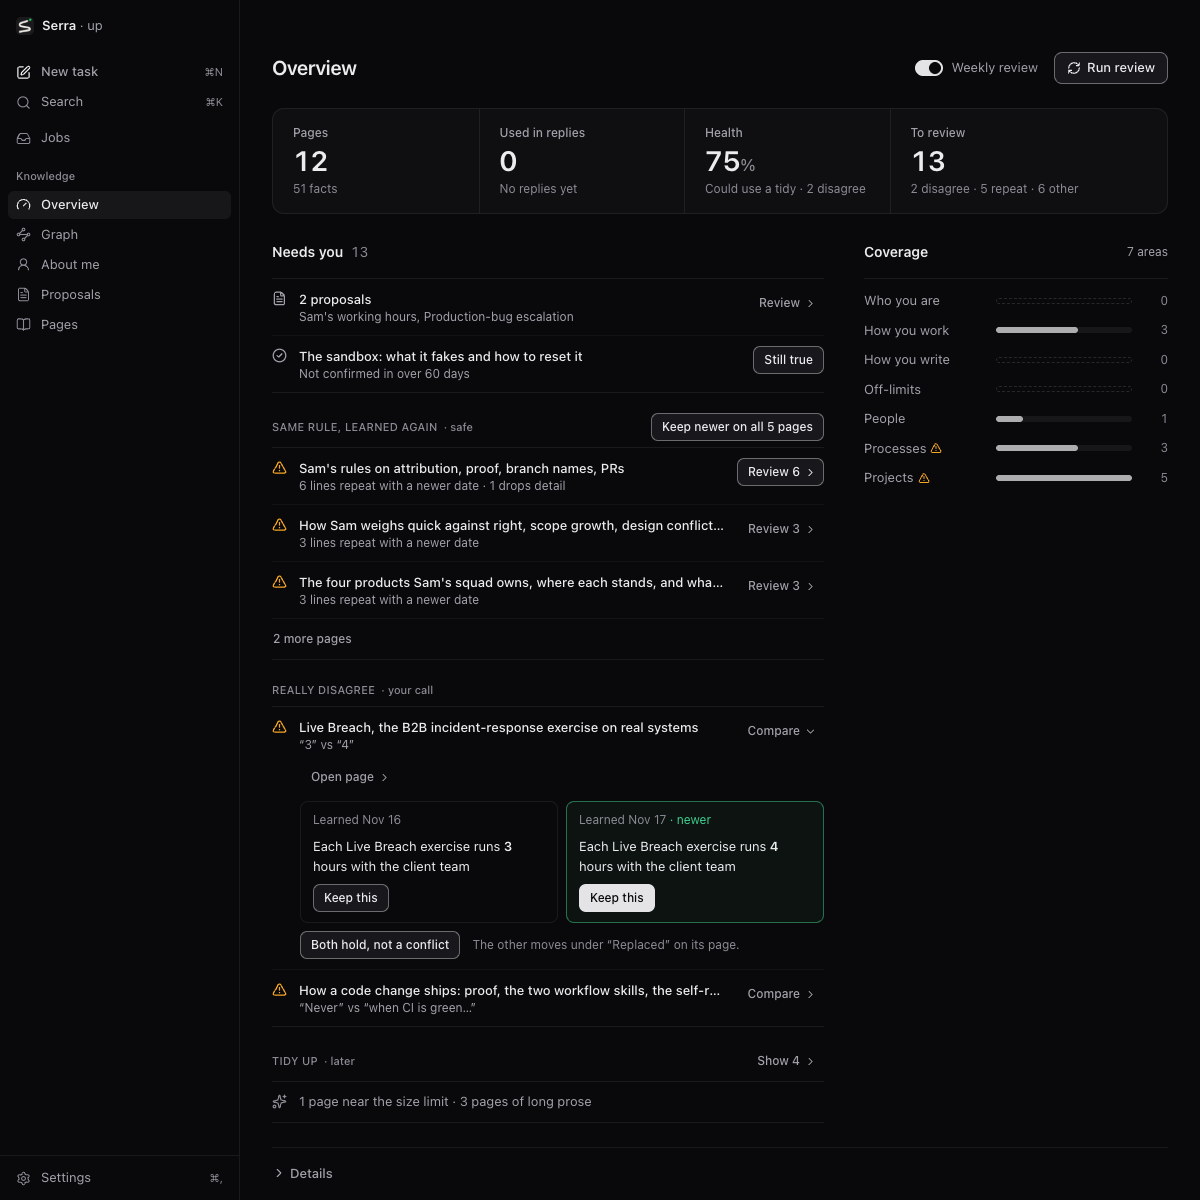 Serra · up
New task ⌘N
Search ⌘K
Jobs
Knowledge
Overview
Graph
About me
Proposals
Pages
Settings ⌘,
Overview
Weekly review
Run review
Pages
12
51 facts
Used in replies
0
No replies yet
Health
75%
Could use a tidy · 2 disagree
To review
13
2 disagree · 5 repeat · 6 other
Needs you 13
2 proposals
Sam's working hours, Production-bug escalation
Review
The sandbox: what it fakes and how to reset it
Not confirmed in over 60 days
Still true
SAME RULE, LEARNED AGAIN · safe
Keep newer on all 5 pages
Sam's rules on attribution, proof, branch names, PRs
6 lines repeat with a newer date · 1 drops detail
Review 6
How Sam weighs quick against right, scope growth, design conflict...
3 lines repeat with a newer date
Review 3
The four products Sam's squad owns, where each stands, and wha...
3 lines repeat with a newer date
Review 3
2 more pages
REALLY DISAGREE · your call
Live Breach, the B2B incident-response exercise on real systems
“3” vs “4”
Compare
Open page
Learned Nov 16
Each Live Breach exercise runs 3
hours with the client team
Keep this
Learned Nov 17 · newer
Each Live Breach exercise runs 4
hours with the client team
Keep this
Both hold, not a conflict
The other moves under “Replaced” on its page.
How a code change ships: proof, the two workflow skills, the self-r...
“Never” vs “when CI is green…”
Compare
TIDY UP · later
Show 4
1 page near the size limit · 3 pages of long prose
Details
Coverage
7 areas
Who you are 0
How you work 3
How you write 0
Off-limits 0
People 1
Processes 3
Projects 5